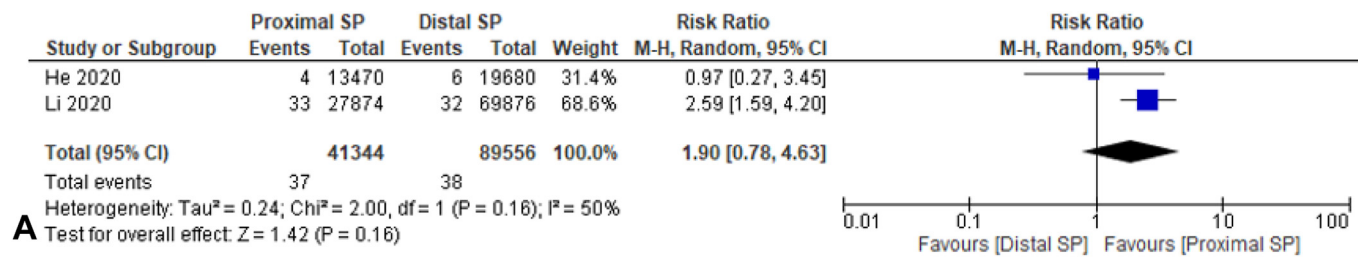 Proximal SP Distal SP Risk Ratio Risk Ratio
Study or Subgroup Events Total Events Total Weight M-H, Random, 95% CI M-H, Random, 95% CI
He 2020 4 13470 6 19680 31.4% 0.97 [0.27, 3.45]
Li 2020 33 27874 32 69876 68.6% 2.59 [1.59, 4.20]
Total (95% CI) 41344 89556 100.0% 1.90 [0.78, 4.63]
Total events 37 38
Heterogeneity: Tau² = 0.24; Chi² = 2.00, df = 1 (P = 0.16); I² = 50%
0.01 0.1 1 10 100
A Test for overall effect: Z = 1.42 (P = 0.16)
Favours [Distal SP] Favours [Proximal SP]